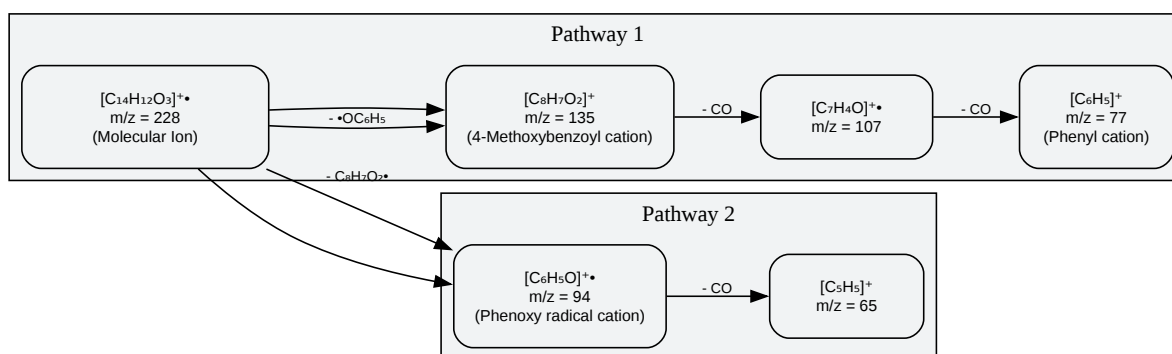 Pathway 1
[C₁₄H₁₂O₃]⁺•
m/z = 228
(Molecular Ion)
- •OC₆H₅
[C₈H₇O₂]⁺
m/z = 135
(4-Methoxybenzoyl cation)
- CO
[C₇H₄O]⁺•
m/z = 107
- CO
[C₆H₅]⁺
m/z = 77
(Phenyl cation)
- C₈H₇O₂•
Pathway 2
[C₆H₅O]⁺•
m/z = 94
(Phenoxy radical cation)
- CO
[C₅H₅]⁺
m/z = 65